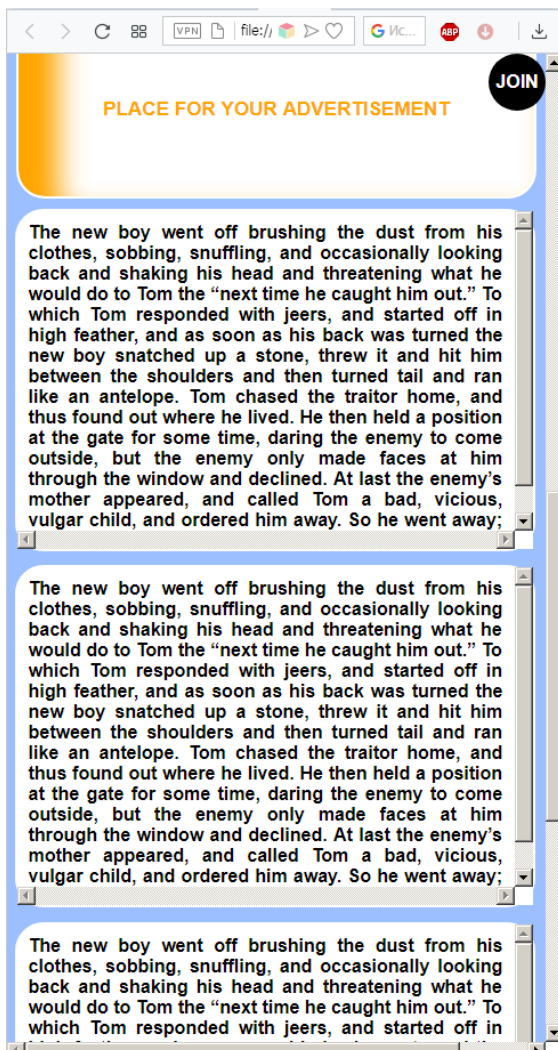 VPN file:// G Ис... ABP
JOIN
PLACE FOR YOUR ADVERTISEMENT
The new boy went off brushing the dust from his
clothes, sobbing, snuffling, and occasionally looking
back and shaking his head and threatening what he
would do to Tom the “next time he caught him out.” To
which Tom responded with jeers, and started off in
high feather, and as soon as his back was turned the
new boy snatched up a stone, threw it and hit him
between the shoulders and then turned tail and ran
like an antelope. Tom chased the traitor home, and
thus found out where he lived. He then held a position
at the gate for some time, daring the enemy to come
outside, but the enemy only made faces at him
through the window and declined. At last the enemy’s
mother appeared, and called Tom a bad, vicious,
vulgar child, and ordered him away. So he went away;
The new boy went off brushing the dust from his
clothes, sobbing, snuffling, and occasionally looking
back and shaking his head and threatening what he
would do to Tom the “next time he caught him out.” To
which Tom responded with jeers, and started off in
high feather, and as soon as his back was turned the
new boy snatched up a stone, threw it and hit him
between the shoulders and then turned tail and ran
like an antelope. Tom chased the traitor home, and
thus found out where he lived. He then held a position
at the gate for some time, daring the enemy to come
outside, but the enemy only made faces at him
through the window and declined. At last the enemy’s
mother appeared, and called Tom a bad, vicious,
vulgar child, and ordered him away. So he went away;
The new boy went off brushing the dust from his
clothes, sobbing, snuffling, and occasionally looking
back and shaking his head and threatening what he
would do to Tom the “next time he caught him out.” To
which Tom responded with jeers, and started off in